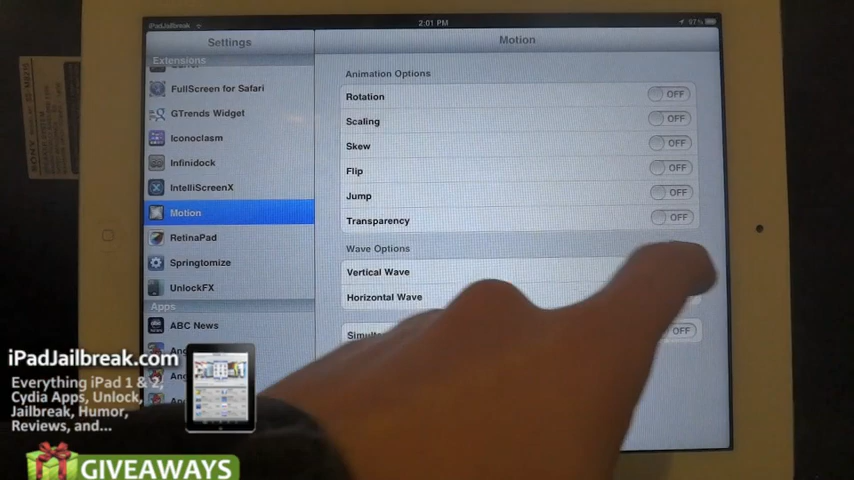 iPadJailbreak
2:01 PM
97%
Settings
Motion
Extensions
FullScreen for Safari
GTrends Widget
Iconoclasm
Infinidock
IntelliScreenX
Motion
RetinaPad
Springtomize
UnlockFX
Apps
ABC News
Animation Options
Rotation OFF
Scaling OFF
Skew OFF
Flip OFF
Jump OFF
Transparency OFF
Wave Options
Vertical Wave
Horizontal Wave
OFF
iPadJailbreak.com
Everything iPad 1 & 2,
Cydia Apps, Unlock,
Jailbreak, Humor,
Reviews, and...
GIVEAWAYS